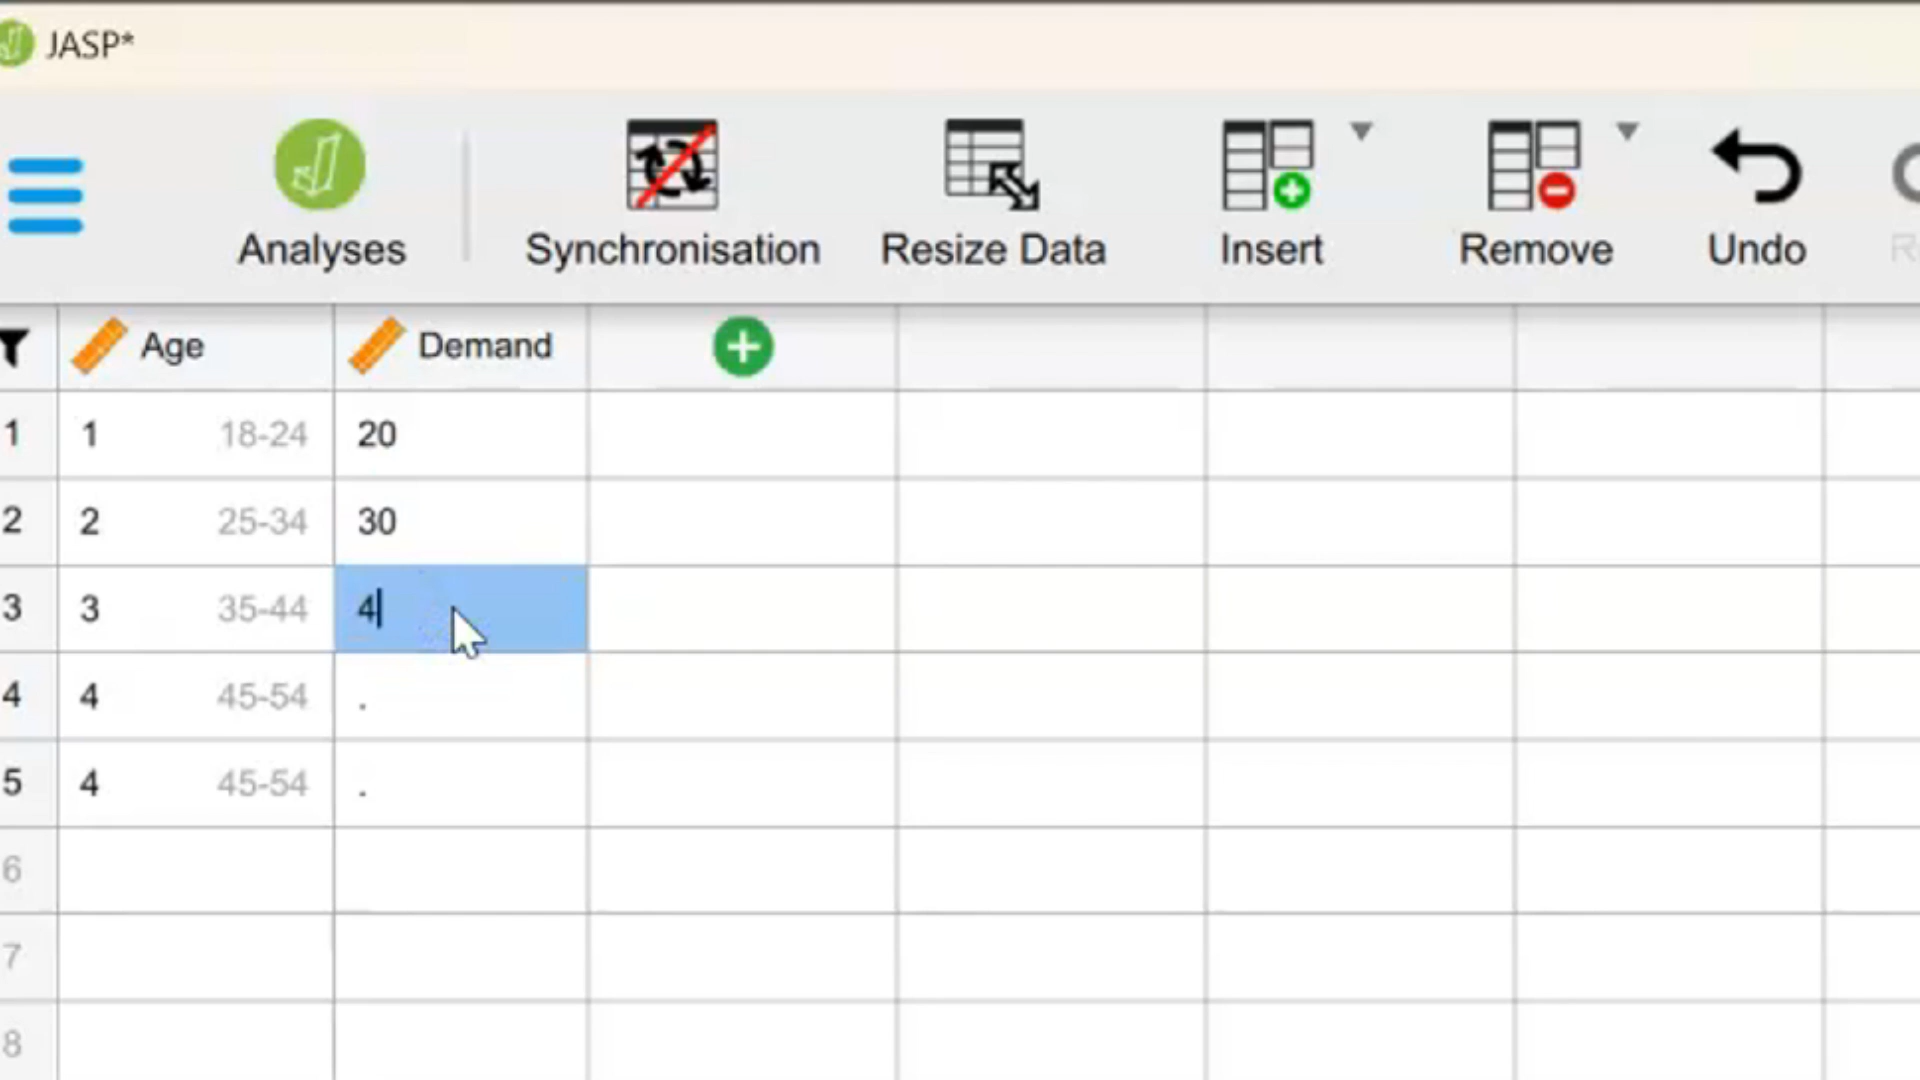 JASP*
Analyses Synchronisation Resize Data Insert Remove Undo
Age Demand
1 1 18-24 20
2 2 25-34 30
3 3 35-44 4
4 4 45-54 .
5 4 45-54 .
6
7
8